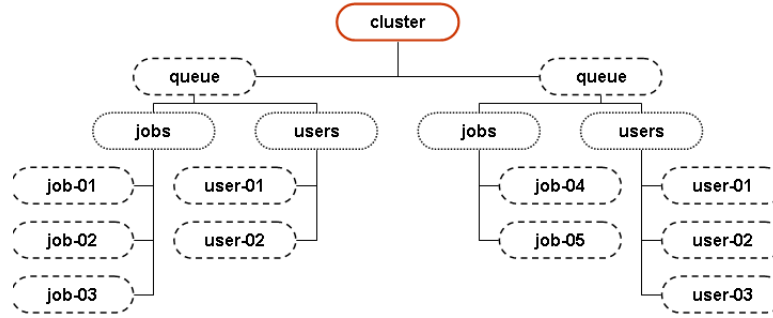 cluster
queue queue
jobs users jobs users
job-01 user-01 job-04 user-01
job-02 user-02 job-05 user-02
job-03 user-03